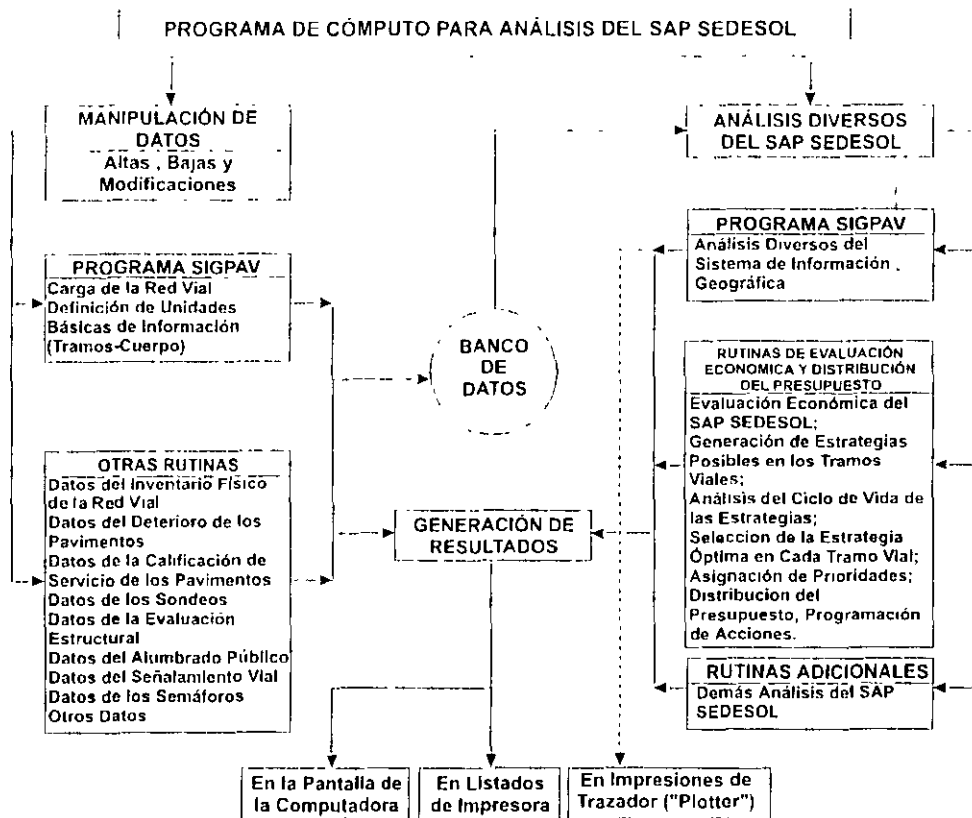 PROGRAMA DE CÓMPUTO PARA ANÁLISIS DEL SAP SEDESOL
MANIPULACIÓN DE
DATOS
Altas , Bajas y
Modificaciones
ANÁLISIS DIVERSOS
DEL SAP SEDESOL
PROGRAMA SIGPAV
Carga de la Red Vial
Definición de Unidades
Básicas de Información
(Tramos-Cuerpo)
PROGRAMA SIGPAV
Análisis Diversos del
Sistema de Información
Geográfica
BANCO
DE
DATOS
OTRAS RUTINAS
Datos del Inventario Físico
de la Red Vial
Datos del Deterioro de los
Pavimentos
Datos de la Calificación de
Servicio de los Pavimentos
Datos de los Sondeos
Datos de la Evaluación
Estructural
Datos del Alumbrado Público
Datos del Señalamiento Vial
Datos de los Semáforos
Otros Datos
GENERACIÓN DE
RESULTADOS
RUTINAS DE EVALUACIÓN
ECONOMICA Y DISTRIBUCIÓN
DEL PRESUPUESTO
Evaluación Económica del
SAP SEDESOL;
Generación de Estrategias
Posibles en los Tramos
Viales;
Análisis del Ciclo de Vida de
las Estrategias;
Seleccion de la Estrategia
Óptima en Cada Tramo Vial;
Asignación de Prioridades;
Distribucion del
Presupuesto, Programación
de Acciones.
RUTINAS ADICIONALES
Demás Análisis del SAP
SEDESOL
En la Pantalla de
la Computadora
En Listados
de Impresora
En Impresiones de
Trazador ("Plotter")